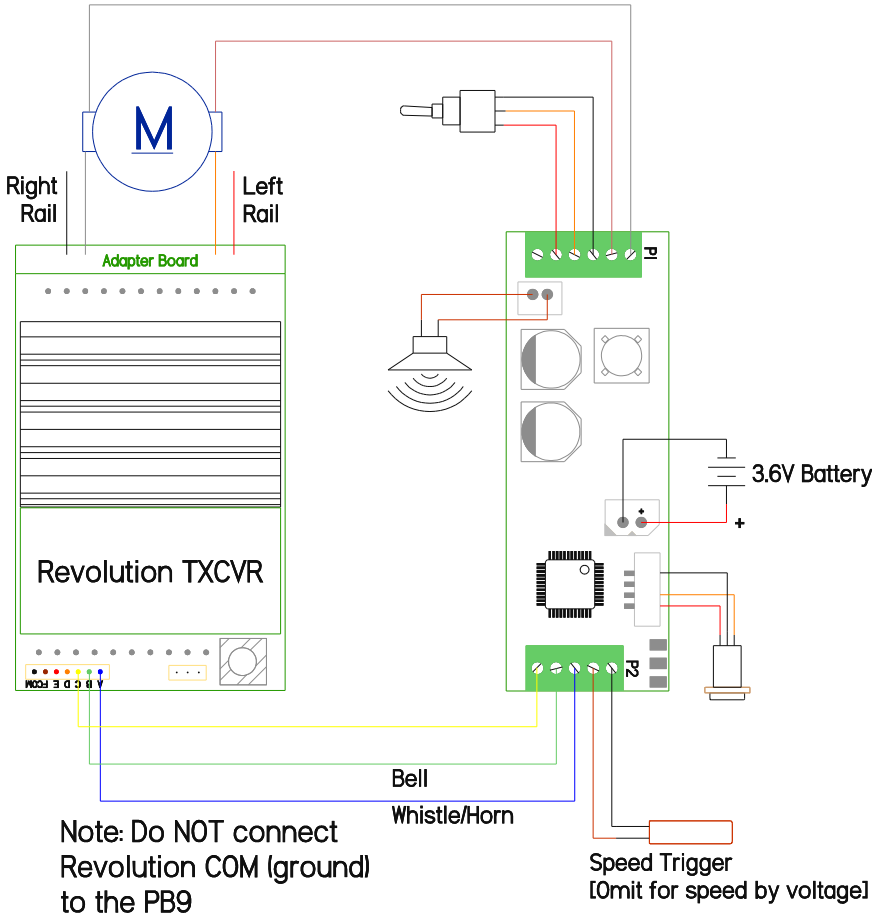 M
Right
Rail
Left
Rail
Adapter Board
P1
3.6V Battery
+
+
Revolution TXCVR
COM F E D C B A
P2
Bell
Whistle/Horn
Note: Do NOT connect
Revolution COM (ground)
to the PB9
Speed Trigger
[Omit for speed by voltage]